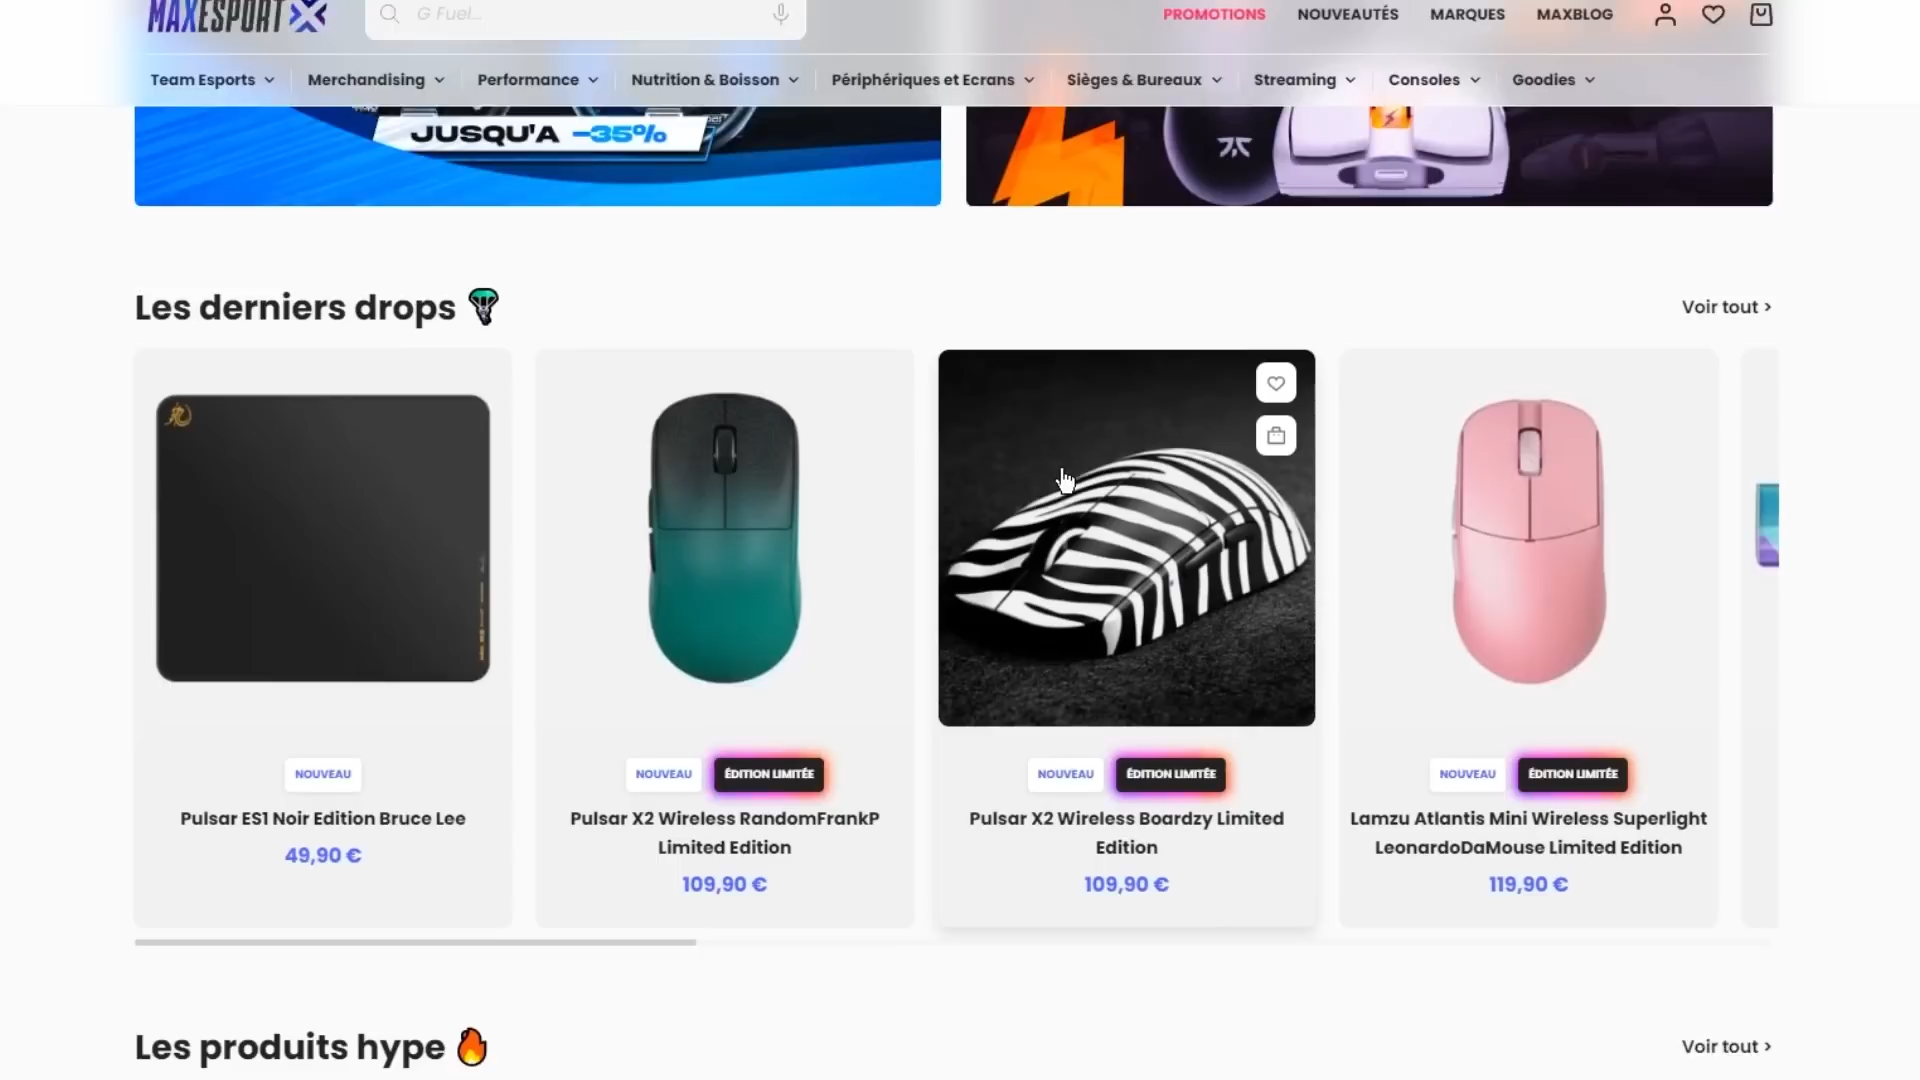 MAXESPORT
G Fuel...
PROMOTIONS
NOUVEAUTÉS
MARQUES
MAXBLOG
Team Esports
Merchandising
Performance
Nutrition & Boisson
Périphériques et Ecrans
Sièges & Bureaux
Streaming
Consoles
Goodies
JUSQU'A -35%
Les derniers drops
Voir tout >
NOUVEAU
Pulsar ES1 Noir Edition Bruce Lee
49,90 €
NOUVEAU
ÉDITION LIMITÉE
Pulsar X2 Wireless RandomFrankP
Limited Edition
109,90 €
NOUVEAU
ÉDITION LIMITÉE
Pulsar X2 Wireless Boardzy Limited
Edition
109,90 €
NOUVEAU
ÉDITION LIMITÉE
Lamzu Atlantis Mini Wireless Superlight
LeonardoDaMouse Limited Edition
119,90 €
Les produits hype
Voir tout >